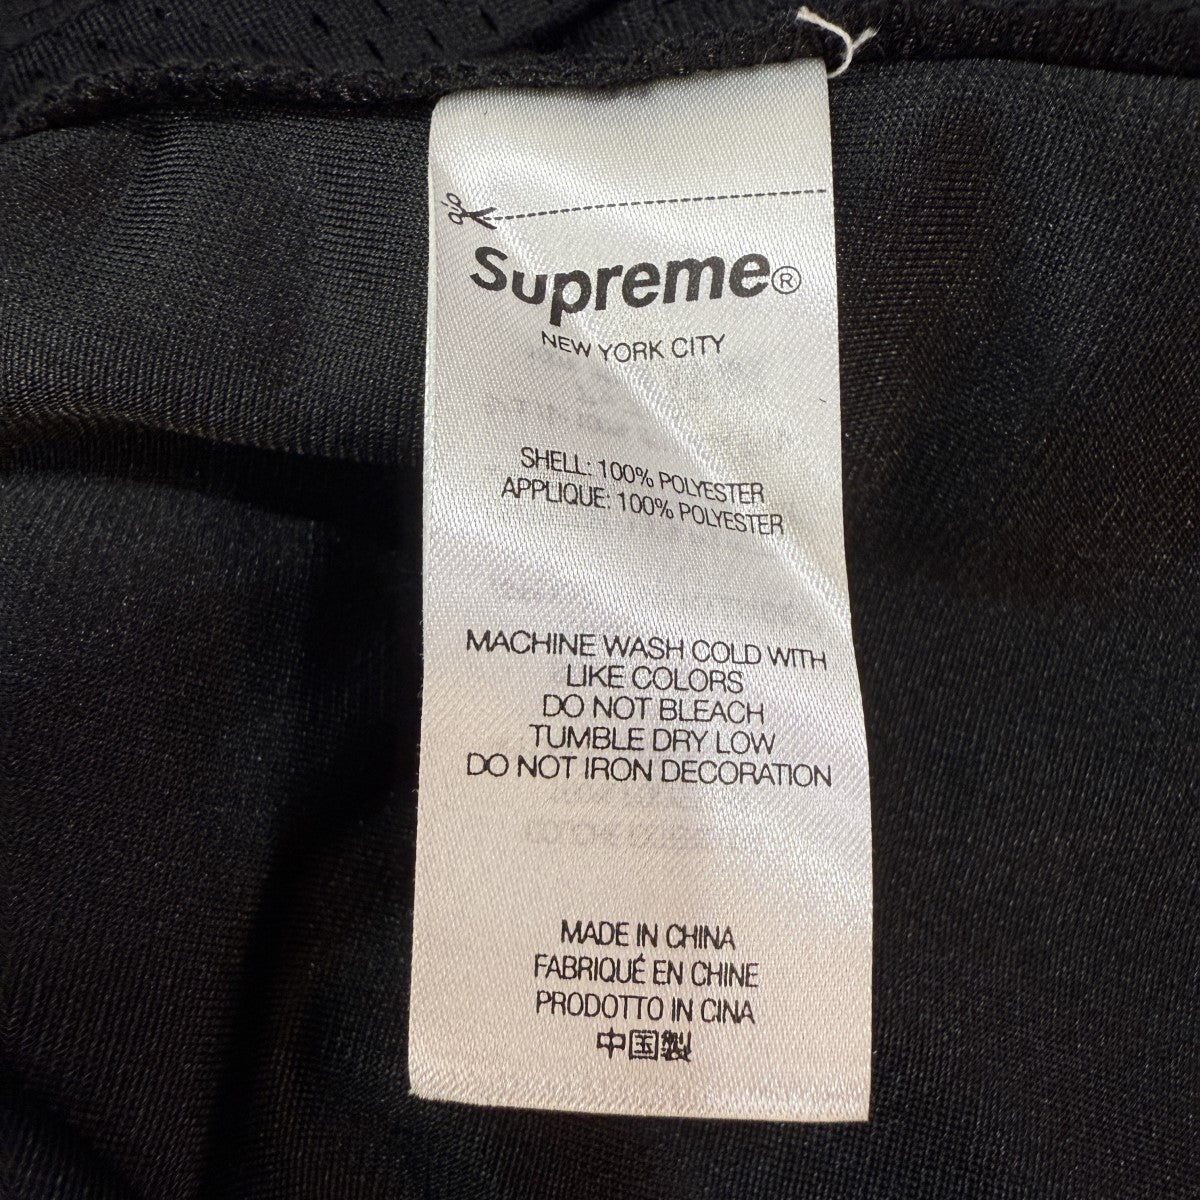 Supreme®
NEW YORK CITY
SHELL: 100% POLYESTER
APPLIQUE: 100% POLYESTER
MACHINE WASH COLD WITH
LIKE COLORS
DO NOT BLEACH
TUMBLE DRY LOW
DO NOT IRON DECORATION
MADE IN CHINA
FABRIQUÉ EN CHINE
PRODOTTO IN CINA
中国製